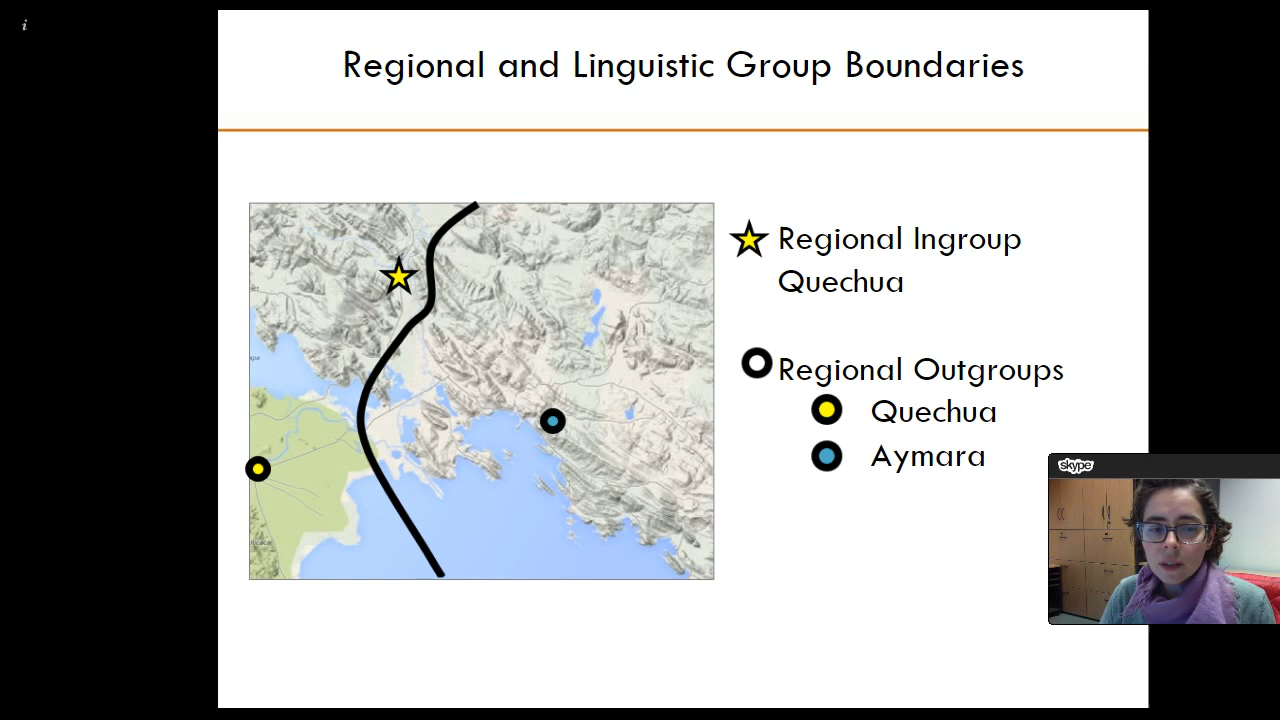 i
Regional and Linguistic Group Boundaries
Regional Ingroup
Quechua
Regional Outgroups
Quechua
Aymara
skype